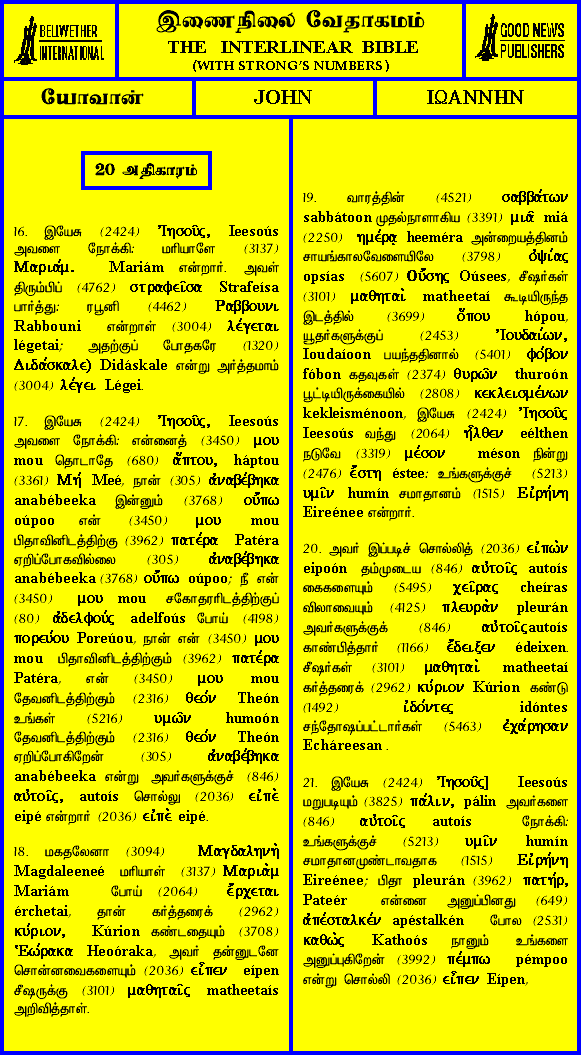 BELLWETHER
INTERNATIONAL
இணைநிலை வேதாகமம்
THE INTERLINEAR BIBLE
(WITH STRONG'S NUMBERS)
GOOD NEWS
PUBLISHERS
யோவான்
JOHN
ΙΩΑΝΝΗΝ
20 அதிகாரம்
16. இயேசு (2424) Ἰησοῦς, Ieesoús
அவளை நோக்கி: மரியாளே (3137)
Μαριάμ. Mariám என்றார். அவள்
திரும்பிப் (4762) στραφεῖσα Strafeísa
பார்த்து: ரபூனி (4462) Ραββουνι
Rabbouni என்றாள் (3004) λέγεται
légetai; அதற்குப் போதகரே (1320)
Διδάσκαλε) Didáskale என்று அர்த்தமாம்
(3004) λέγει Légei.
17. இயேசு (2424) Ἰησοῦς, Ieesoús
அவளை நோக்கி: என்னைத் (3450) μου
mou தொடாதே (680) ἅπτου, háptou
(3361) Μή Meé, நான் (305) ἀναβέβηκα
anabébeeka இன்னும் (3768) οὔπω
oúpoo என் (3450) μου mou
பிதாவினிடத்திற்கு (3962) πατέρα Patéra
ஏறிப்போகவில்லை (305) ἀναβέβηκα
anabébeeka (3768) οὔπω oúpoo; நீ என்
(3450) μου mou சகோதரரிடத்திற்குப்
(80) ἀδελφούς adelfoús போய் (4198)
πορεύου Poreúou, நான் என் (3450) μου
mou பிதாவினிடத்திற்கும் (3962) πατέρα
Patéra, என் (3450) μου mou
தேவனிடத்திற்கும் (2316) θεόν Theón
உங்கள் (5216) υμῶν humoón
தேவனிடத்திற்கும் (2316) θεόν Theón
ஏறிப்போகிறேன் (305) ἀναβέβηκα
anabébeeka என்று அவர்களுக்குச் (846)
αὐτοῖς, autoís சொல்லு (2036) εἰπὲ
eipé என்றார் (2036) εἰπὲ eipé.
18. மகதலேனா (3094) Μαγδαληνὴ
Magdaleeneé மரியாள் (3137) Μαριὰμ
Mariám போய் (2064) ἔρχεται
érchetai, தான் கர்த்தரைக் (2962)
κύριον, Kúrion கண்டதையும் (3708)
Ἑώρακα Heoóraka, அவர் தன்னுடனே
சொன்னவைகளையும் (2036) εἶπεν eípen
சீஷருக்கு (3101) μαθηταῖς matheetaís
அறிவித்தாள்.
19. வாரத்தின் (4521) σαββάτων
sabbátoon முதல்நாளாகிய (3391) μιᾶ miá
(2250) ημέρᾳ heeméra அன்றையத்தினம்
சாயங்காலவேளையிலே (3798) ὀψίας
opsías (5607) Οὔσης Oúsees, சீஷர்கள்
(3101) μαθηταὶ matheetaí கூடியிருந்த
இடத்தில் (3699) ὅπου hópou,
யூதர்களுக்குப் (2453) Ἰουδαίων,
Ioudaíoon பயந்ததினால் (5401) φόβον
fóbon கதவுகள் (2374) θυρῶν thuroón
பூட்டியிருக்கையில் (2808) κεκλεισμένων
kekleisménoon, இயேசு (2424) Ἰησοῦς
Ieesoús வந்து (2064) ἦλθεν eélthen
நடுவே (3319) μέσον méson நின்று
(2476) ἔστη éstee: உங்களுக்குச் (5213)
υμῖν humín சமாதானம் (1515) Εἰρήνη
Eireénee என்றார்.
20. அவர் இப்படிச் சொல்லித் (2036) εἰπὼν
eipoón தம்முடைய (846) αὐτοῖς autoís
கைகளையும் (5495) χεῖρας cheíras
விலாவையும் (4125) πλευρὰν pleurán
அவர்களுக்குக் (846) αὐτοῖςautoís
காண்பித்தார் (1166) ἔδειξεν édeixen.
சீஷர்கள் (3101) μαθηταὶ matheetaí
கர்த்தரைக் (2962) κύριον Kúrion கண்டு
(1492) ἰδόντες idóntes
சந்தோஷப்பட்டார்கள் (5463) ἐχάρησαν
Echáreesan .
21. இயேசு (2424) Ἰησοῦς] Ieesoús
மறுபடியும் (3825) πάλιν, pálin அவர்களை
(846) αὐτοῖς autoís நோக்கி:
உங்களுக்குச் (5213) υμῖν humín
சமாதானமுண்டாவதாக (1515) Εἰρήνη
Eireénee; பிதா pleurán (3962) πατήρ,
Pateér என்னை அனுப்பினது (649)
ἀπέσταλκέν apéstalkén போல (2531)
καθὼς Kathoós நானும் உங்களை
அனுப்புகிறேன் (3992) πέμπω pémpoo
என்று சொல்லி (2036) εἶπεν Eípen,